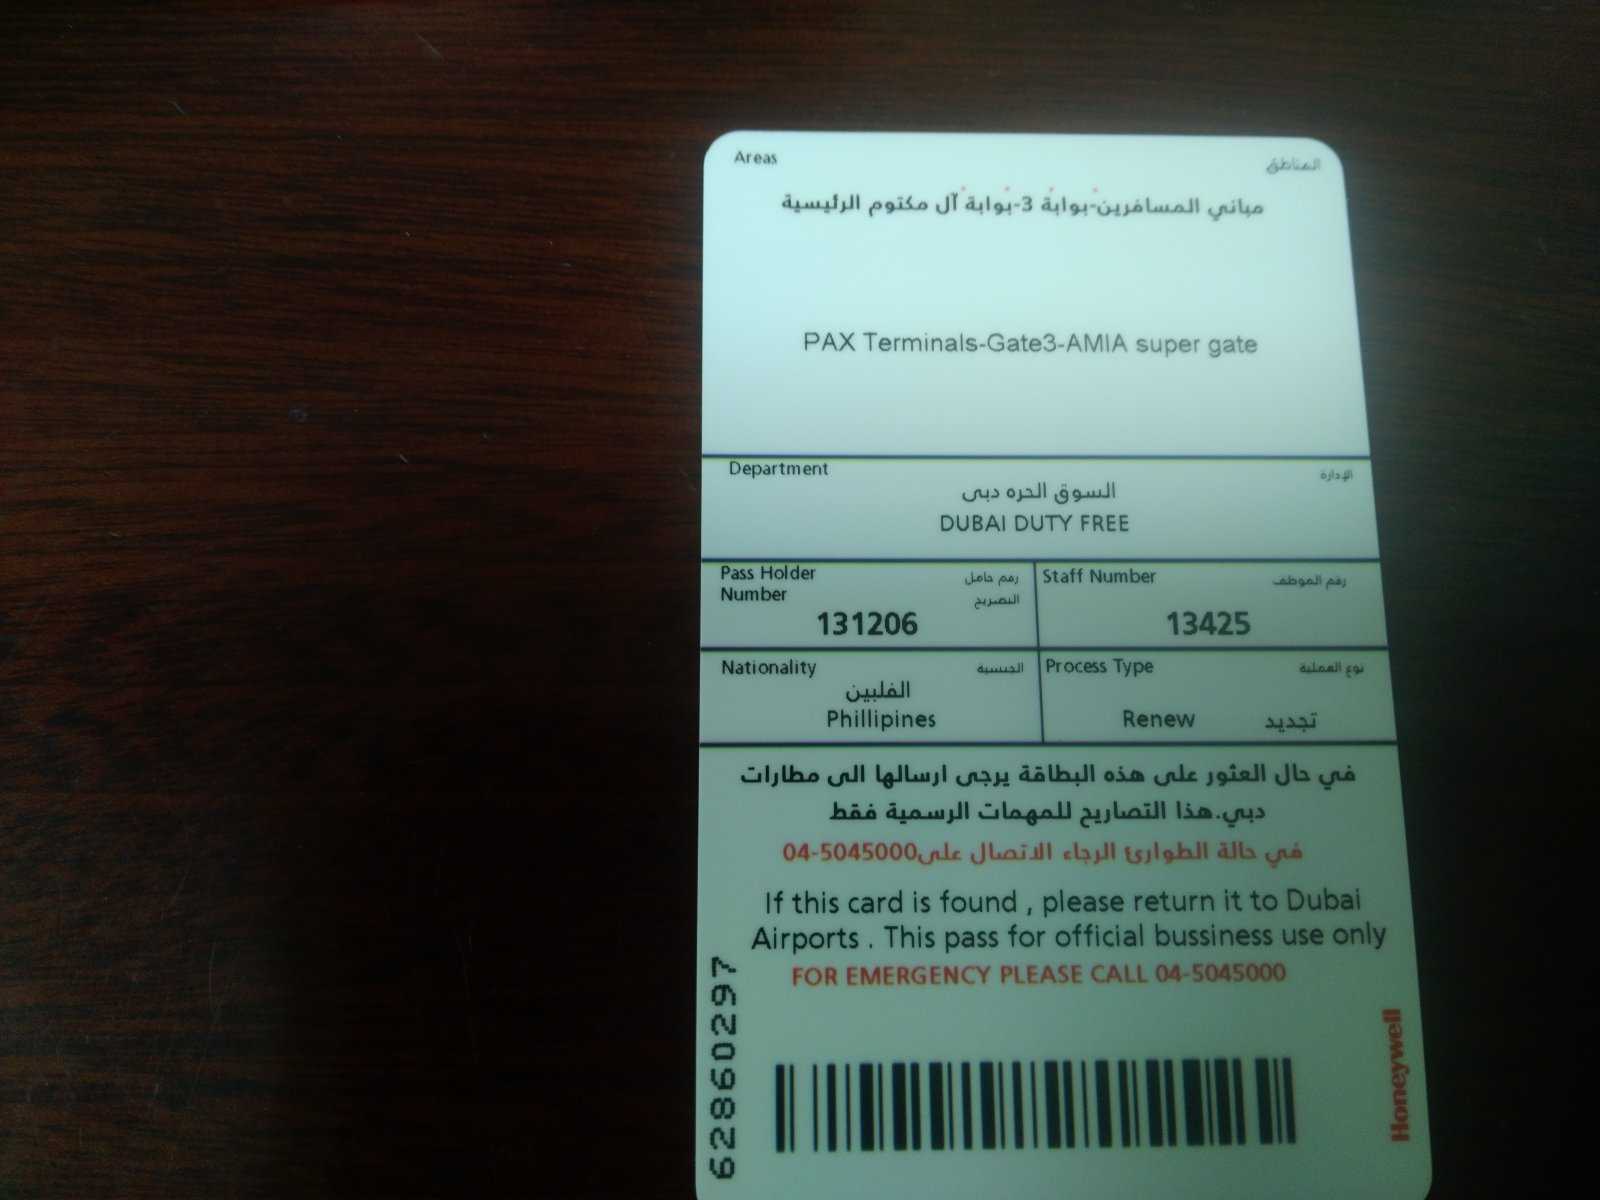 Areas المناطق
مباني المسافرين-بوابة 3-بوابة آل مكتوم الرئيسية
PAX Terminals-Gate3-AMIA super gate
Department الإدارة
السوق الحره دبى
DUBAI DUTY FREE
Pass Holder رقم حامل
Number التصريح
131206
Staff Number رقم الموظف
13425
Nationality الجنسية
الفلبين
Phillipines
Process Type نوع العملية
Renew تجديد
في حال العثور على هذه البطاقة يرجى ارسالها الى مطارات
دبي.هذا التصاريح للمهمات الرسمية فقط
في حالة الطوارئ الرجاء الاتصال على04-5045000
If this card is found , please return it to Dubai
Airports . This pass for official bussiness use only
FOR EMERGENCY PLEASE CALL 04-5045000
62860297
Honeywell